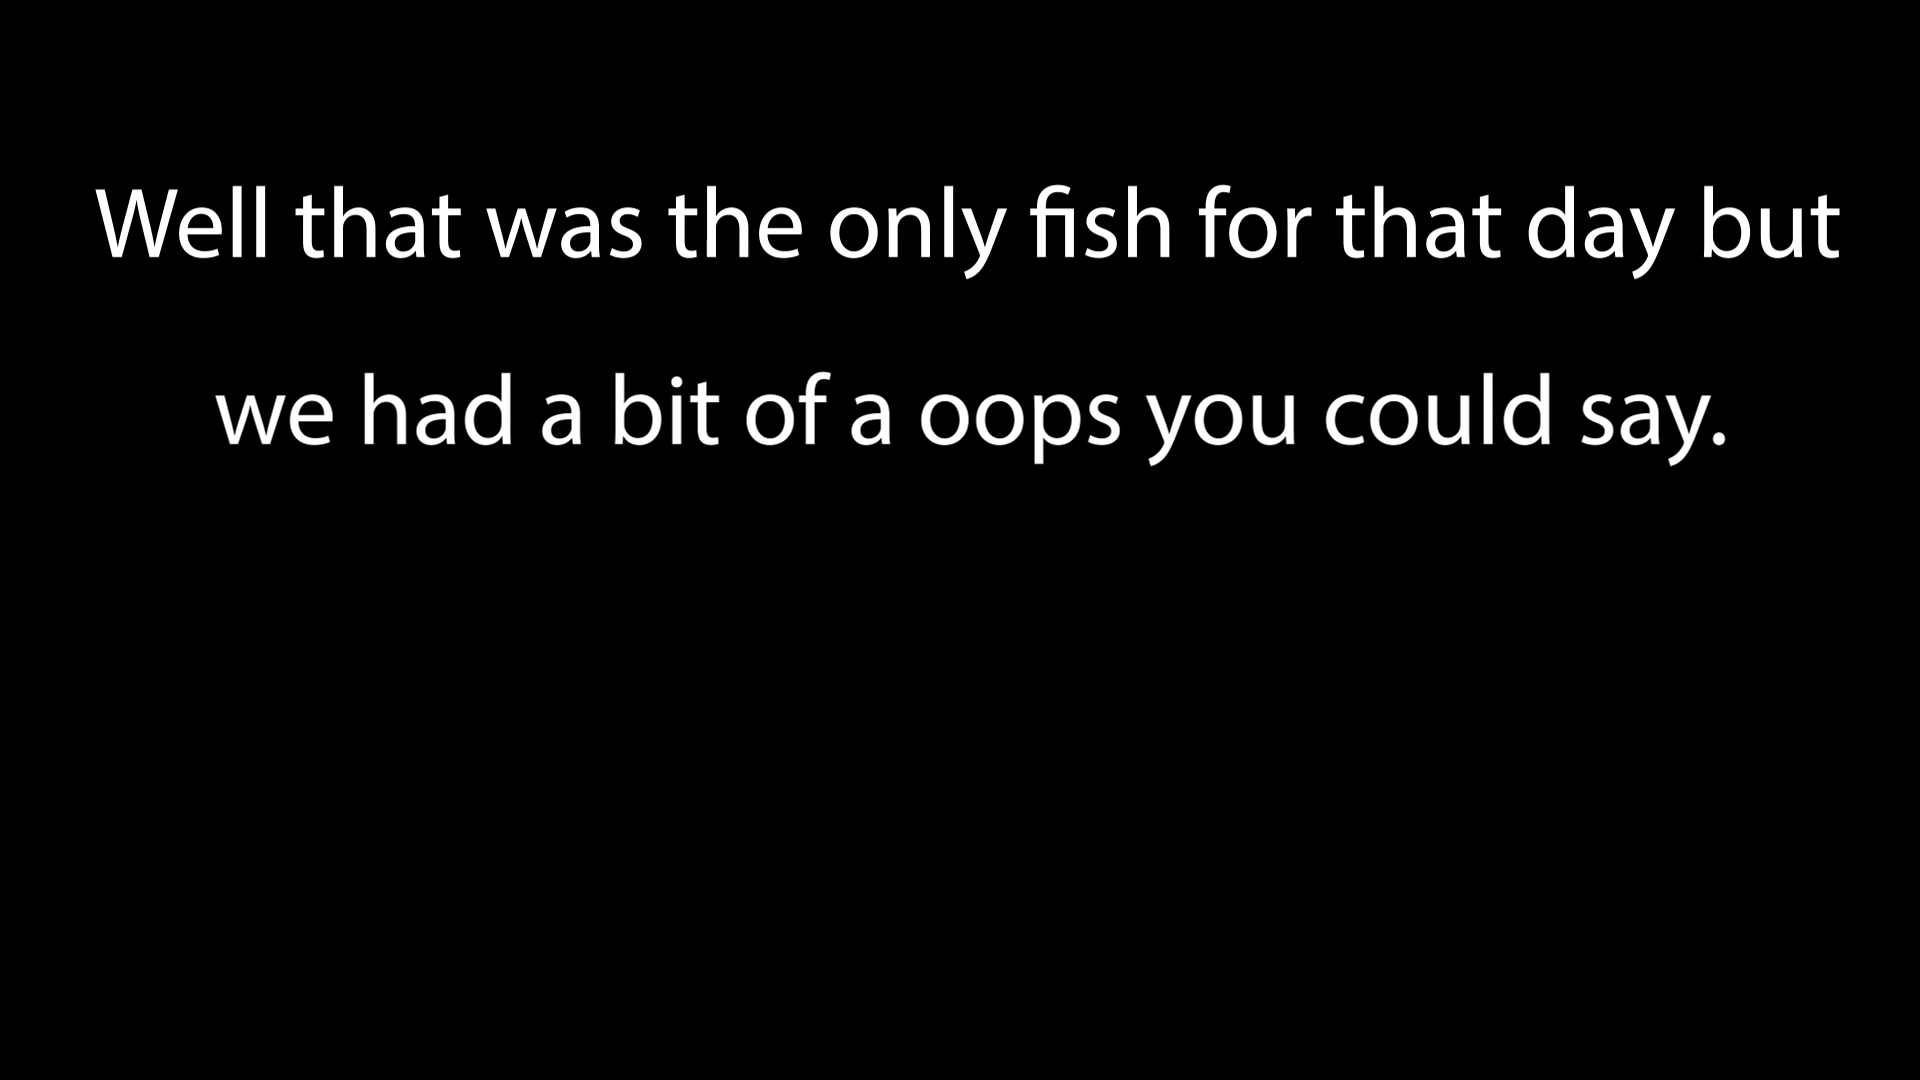 Well that was the only fish for that day but
we had a bit of a oops you could say.